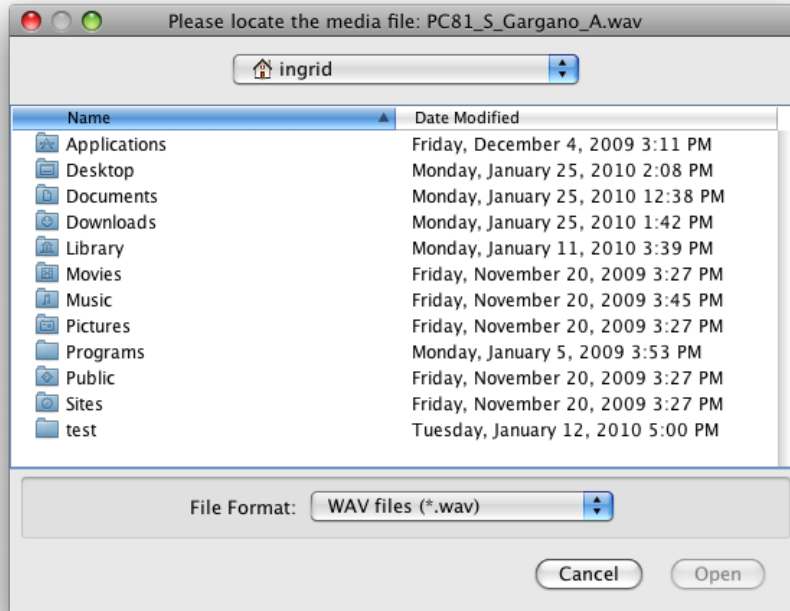 Please locate the media file: PC81_S_Gargano_A.wav
ingrid
Name Date Modified
Applications Friday, December 4, 2009 3:11 PM
Desktop Monday, January 25, 2010 2:08 PM
Documents Monday, January 25, 2010 12:38 PM
Downloads Monday, January 25, 2010 1:42 PM
Library Monday, January 11, 2010 3:39 PM
Movies Friday, November 20, 2009 3:27 PM
Music Friday, November 20, 2009 3:45 PM
Pictures Friday, November 20, 2009 3:27 PM
Programs Monday, January 5, 2009 3:53 PM
Public Friday, November 20, 2009 3:27 PM
Sites Friday, November 20, 2009 3:27 PM
test Tuesday, January 12, 2010 5:00 PM
File Format: WAV files (*.wav)
Cancel Open